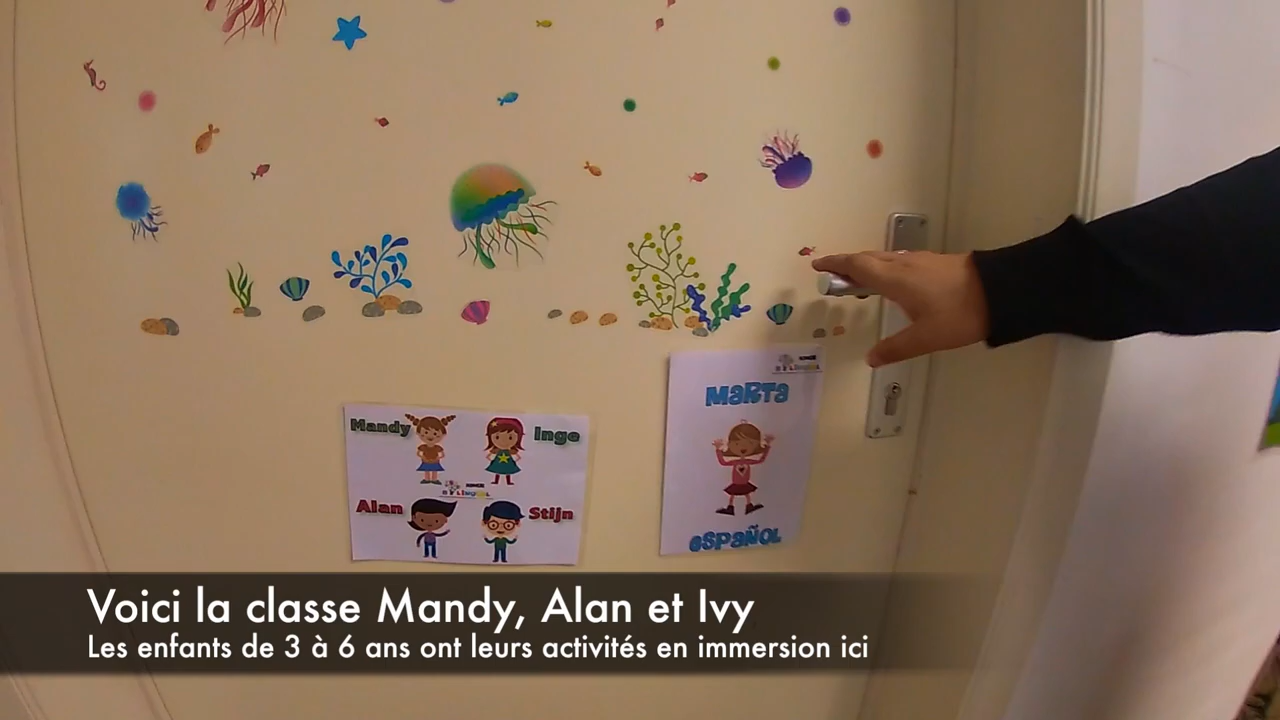 MaRTa
Mandy
Inge
BILINGUAL
Alan
Stijn
esPAÑOL
Voici la classe Mandy, Alan et Ivy
Les enfants de 3 à 6 ans ont leurs activités en immersion ici